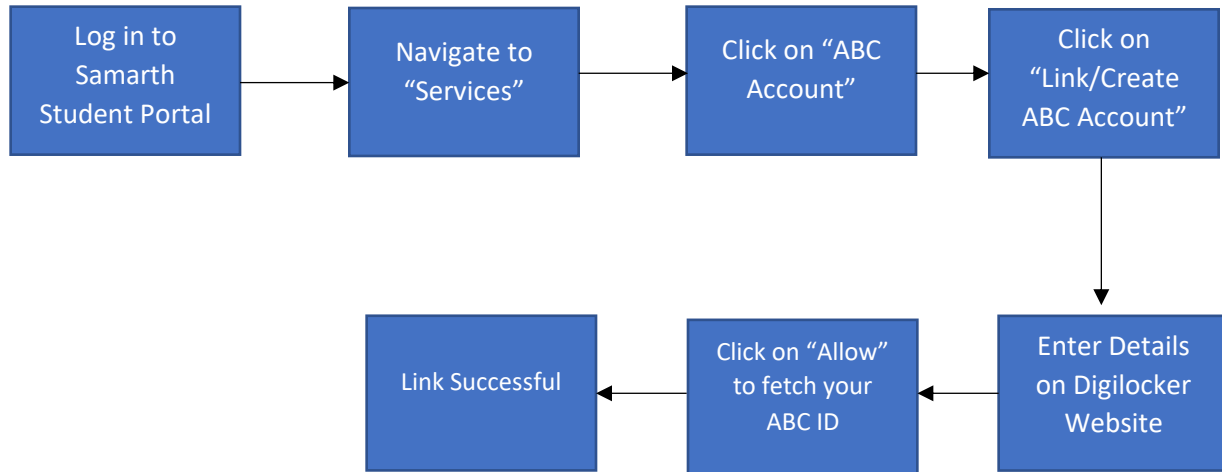 Log in to
Samarth
Student Portal
Navigate to
“Services”
Click on “ABC
Account”
Click on
“Link/Create
ABC Account”
Enter Details
on Digilocker
Website
Click on “Allow”
to fetch your
ABC ID
Link Successful